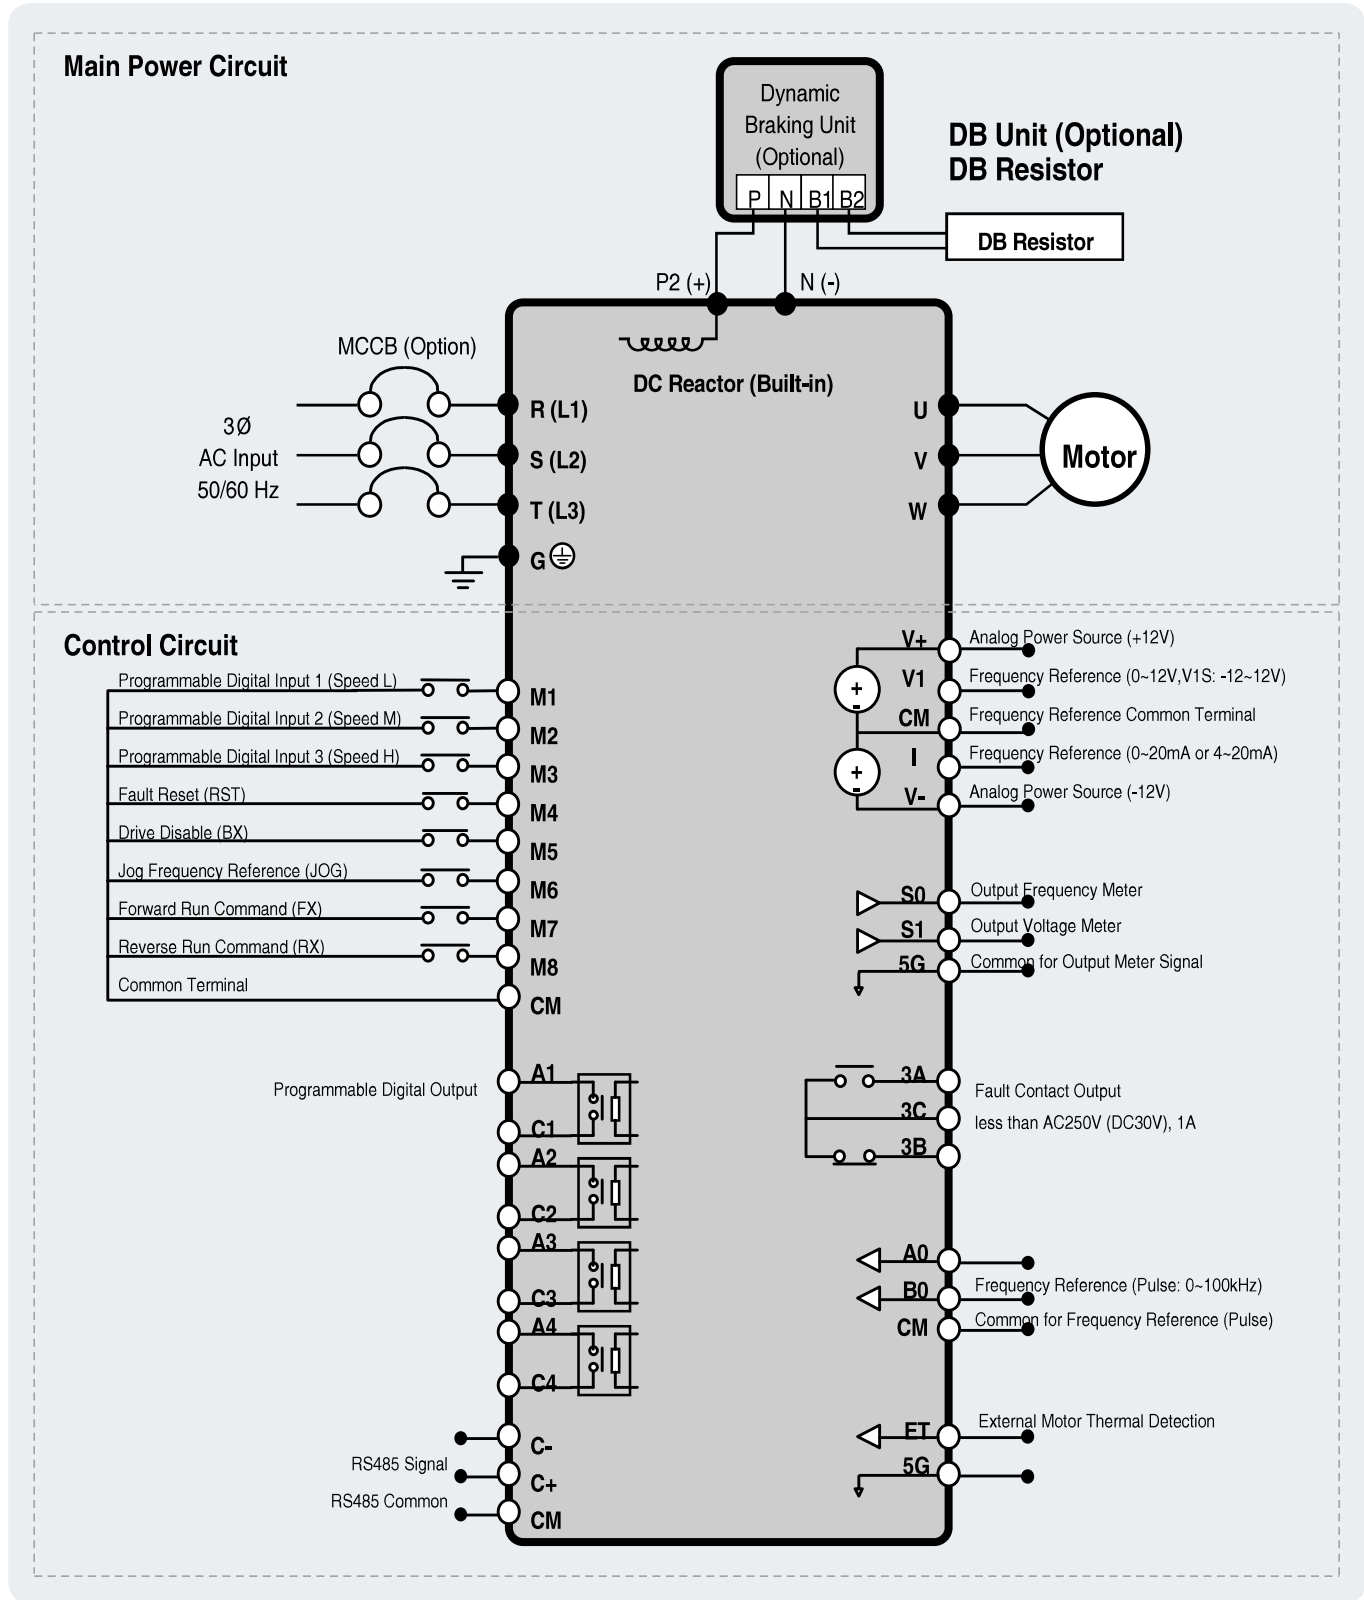 Main Power Circuit
Dynamic
Braking Unit
(Optional)
P N B1 B2
DB Unit (Optional)
DB Resistor
DB Resistor
P2 (+)
N (-)
MCCB (Option)
DC Reactor (Built-in)
3Ø
AC Input
50/60 Hz
R (L1)
S (L2)
T (L3)
G
U
V
W
Motor
Control Circuit
Programmable Digital Input 1 (Speed L)
M1
Programmable Digital Input 2 (Speed M)
M2
Programmable Digital Input 3 (Speed H)
M3
Fault Reset (RST)
M4
Drive Disable (BX)
M5
Jog Frequency Reference (JOG)
M6
Forward Run Command (FX)
M7
Reverse Run Command (RX)
M8
Common Terminal
CM
V+
Analog Power Source (+12V)
V1
Frequency Reference (0~12V,V1S: -12~12V)
CM
Frequency Reference Common Terminal
I
Frequency Reference (0~20mA or 4~20mA)
V-
Analog Power Source (-12V)
+
-
+
-
S0
Output Frequency Meter
S1
Output Voltage Meter
5G
Common for Output Meter Signal
Programmable Digital Output
A1
C1
A2
C2
A3
C3
A4
C4
3A
3C
3B
Fault Contact Output
less than AC250V (DC30V), 1A
A0
B0
Frequency Reference (Pulse: 0~100kHz)
CM
Common for Frequency Reference (Pulse)
C-
RS485 Signal
C+
RS485 Common
CM
ET
External Motor Thermal Detection
5G